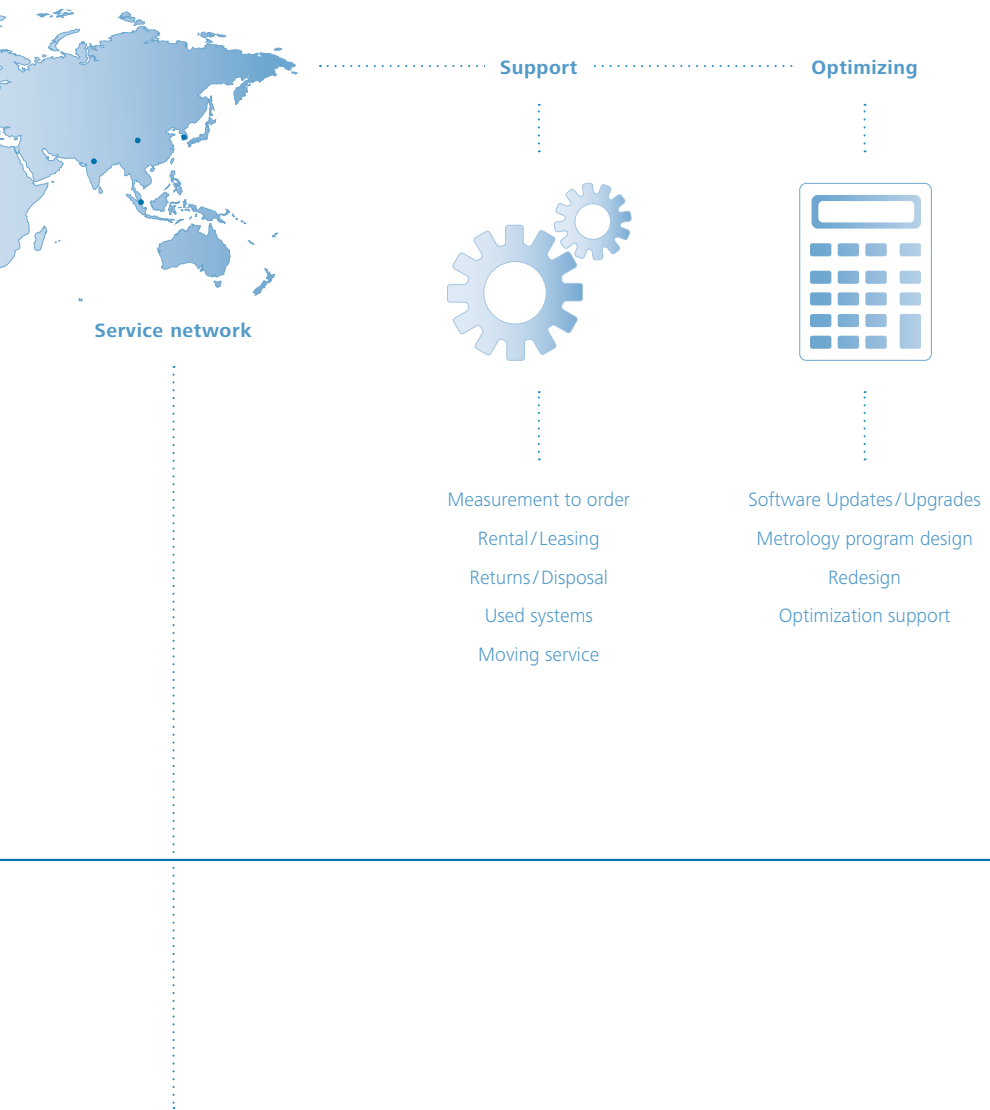 Support
Optimizing
Service network
Measurement to order
Rental/Leasing
Returns/Disposal
Used systems
Moving service
Software Updates/Upgrades
Metrology program design
Redesign
Optimization support